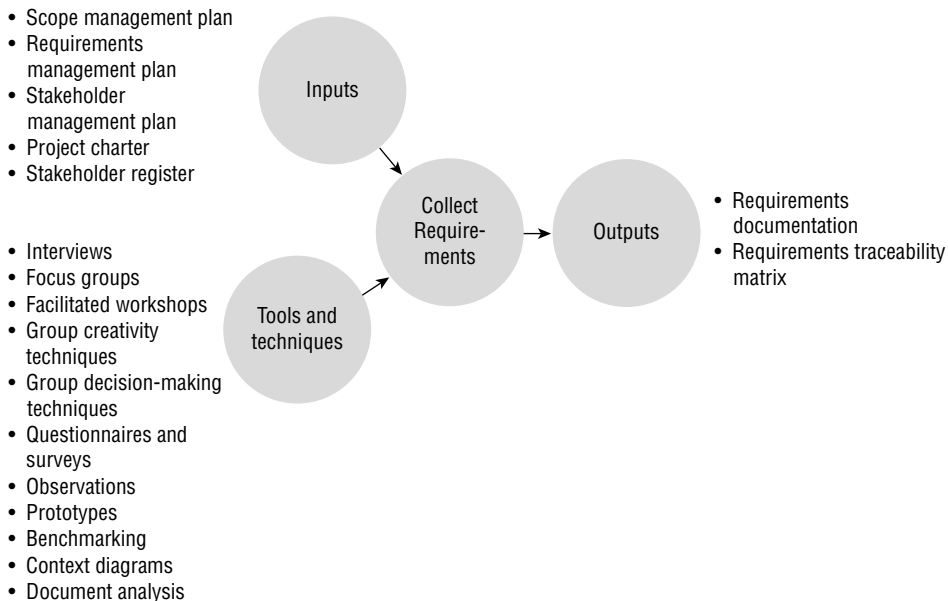 • Scope management plan
• Requirements
management plan
• Stakeholder
management plan
• Project charter
• Stakeholder register
Inputs
Collect
Require-
ments
Outputs
• Requirements
documentation
• Requirements traceability
matrix
• Interviews
• Focus groups
• Facilitated workshops
• Group creativity
techniques
• Group decision-making
techniques
• Questionnaires and
surveys
• Observations
• Prototypes
• Benchmarking
• Context diagrams
• Document analysis
Tools and
techniques